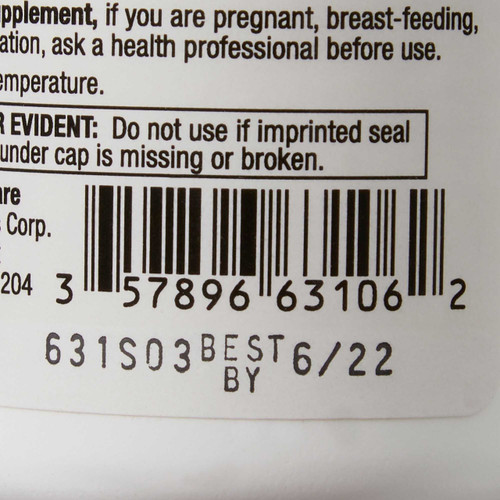 pplement, if you are pregnant, breast-feeding,
ation, ask a health professional before use.
emperature.
R EVIDENT: Do not use if imprinted seal
under cap is missing or broken.
are
Corp.
204
3 57896 63106 2
631S03 BEST BY 6/22